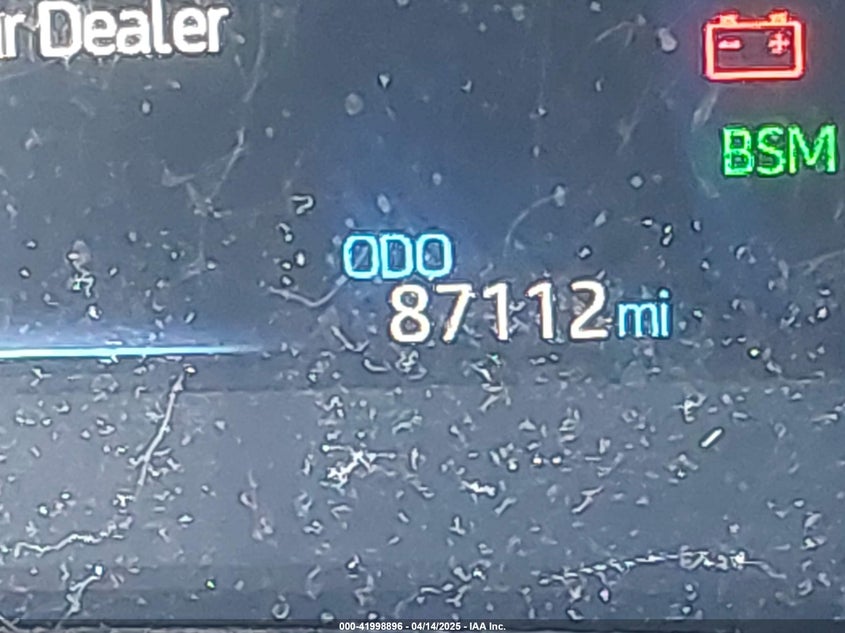 r Dealer
BSM
ODO
87112 mi
000-41998896 - 04/14/2025 - IAA Inc.